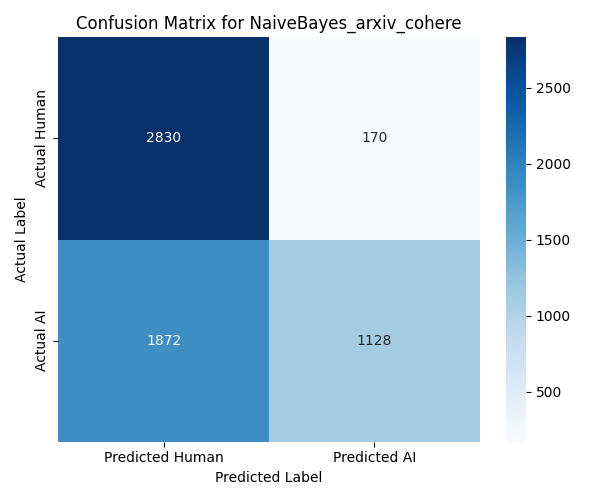 Confusion Matrix for NaiveBayes_arxiv_cohere
Actual Label
Actual Human
Actual AI
2830
170
1872
1128
Predicted Human
Predicted AI
Predicted Label
2500
2000
1500
1000
500